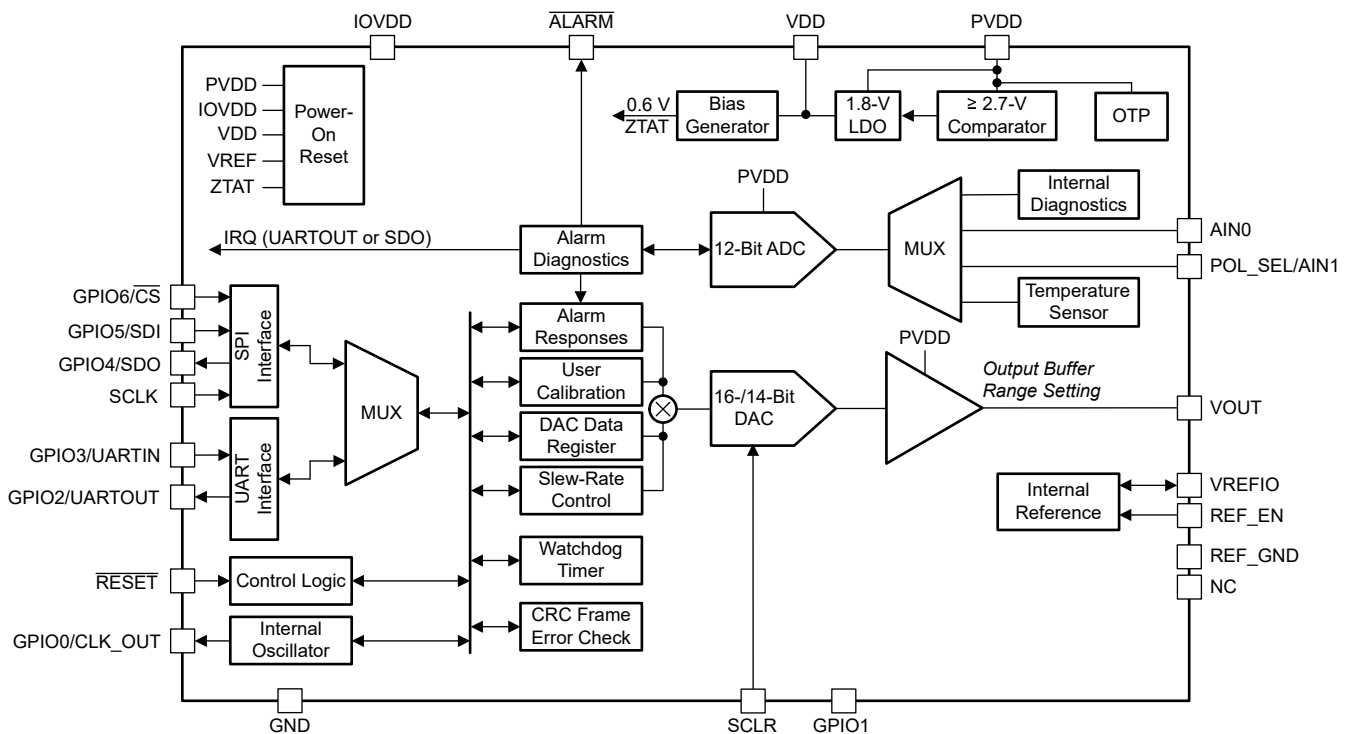 IOVDD
ALARM
VDD
PVDD
PVDD
IOVDD
VDD
VREF
ZTAT
Power-
On
Reset
0.6 V
ZTAT
Bias
Generator
1.8-V
LDO
≥ 2.7-V
Comparator
OTP
PVDD
12-Bit ADC
MUX
Internal
Diagnostics
AIN0
POL_SEL/AIN1
Temperature
Sensor
IRQ (UARTOUT or SDO)
Alarm
Diagnostics
GPIO6/CS
GPIO5/SDI
GPIO4/SDO
SCLK
SPI
Interface
GPIO3/UARTIN
GPIO2/UARTOUT
UART
Interface
MUX
Alarm
Responses
User
Calibration
DAC Data
Register
Slew-Rate
Control
16-/14-Bit
DAC
PVDD
Output Buffer
Range Setting
VOUT
Internal
Reference
VREFIO
REF_EN
REF_GND
NC
RESET
Control Logic
Watchdog
Timer
GPIO0/CLK_OUT
Internal
Oscillator
CRC Frame
Error Check
GND
SCLR
GPIO1